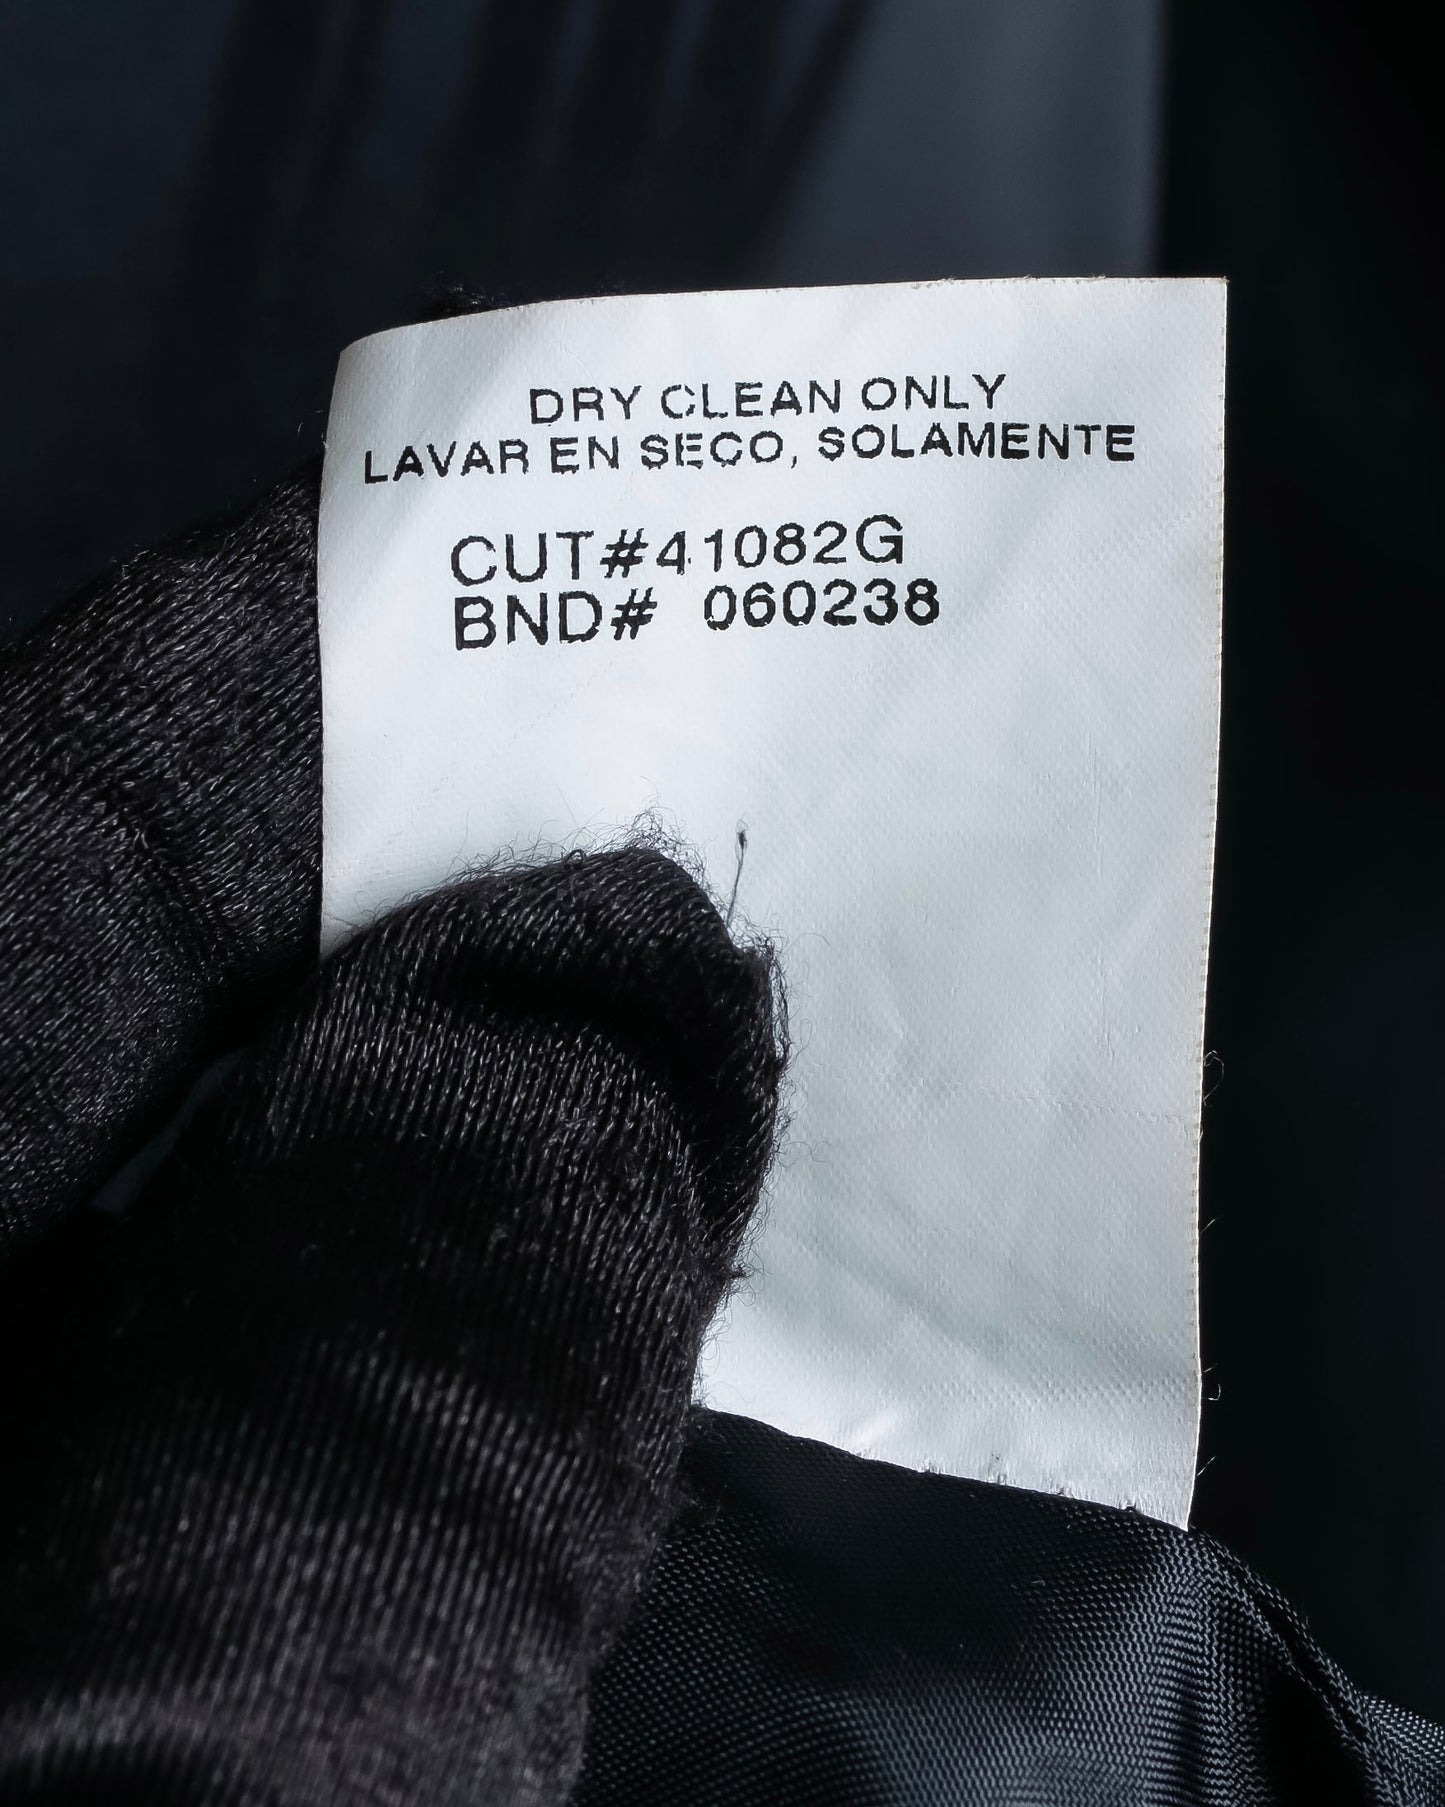 DRY CLEAN ONLY
LAVAR EN SECO, SOLAMENTE
CUT#41082G
BND# 060238